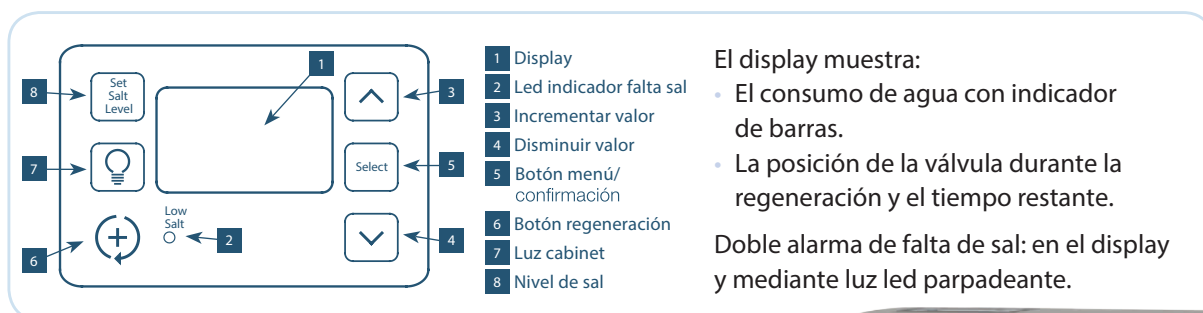 1
8
Set
Salt
Level
3
7
Select
5
6
Low
Salt
2
4
1 Display
2 Led indicador falta sal
3 Incrementar valor
4 Disminuir valor
5 Botón menú/
confirmación
6 Botón regeneración
7 Luz cabinet
8 Nivel de sal
El display muestra:
• El consumo de agua con indicador
de barras.
• La posición de la válvula durante la
regeneración y el tiempo restante.
Doble alarma de falta de sal: en el display
y mediante luz led parpadeante.